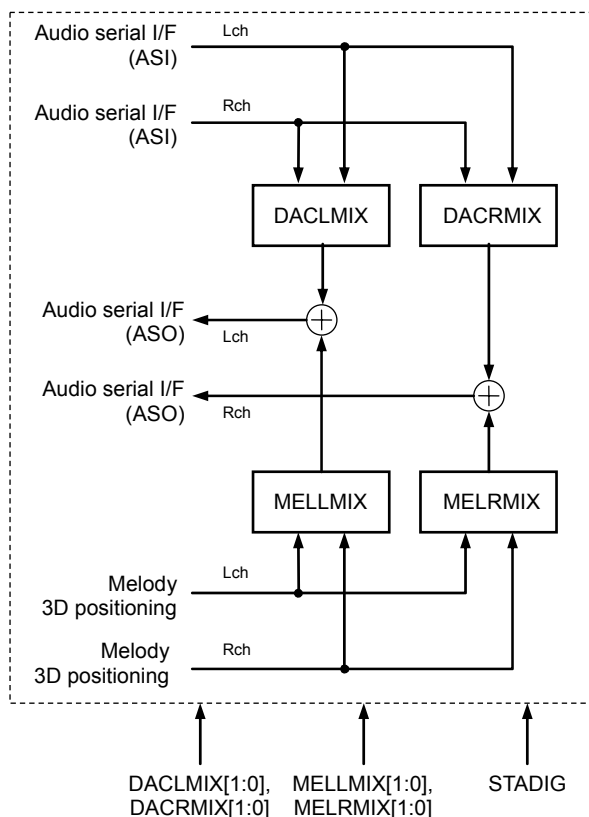 Audio serial I/F
(ASI)
Lch
Audio serial I/F
(ASI)
Rch
DACLMIX
DACRMIX
Audio serial I/F
(ASO)
Lch
Audio serial I/F
(ASO)
Rch
MELLMIX
MELRMIX
Melody
3D positioning
Lch
Melody
3D positioning
Rch
DACLMIX[1:0],
DACRMIX[1:0]
MELLMIX[1:0],
MELRMIX[1:0]
STADIG